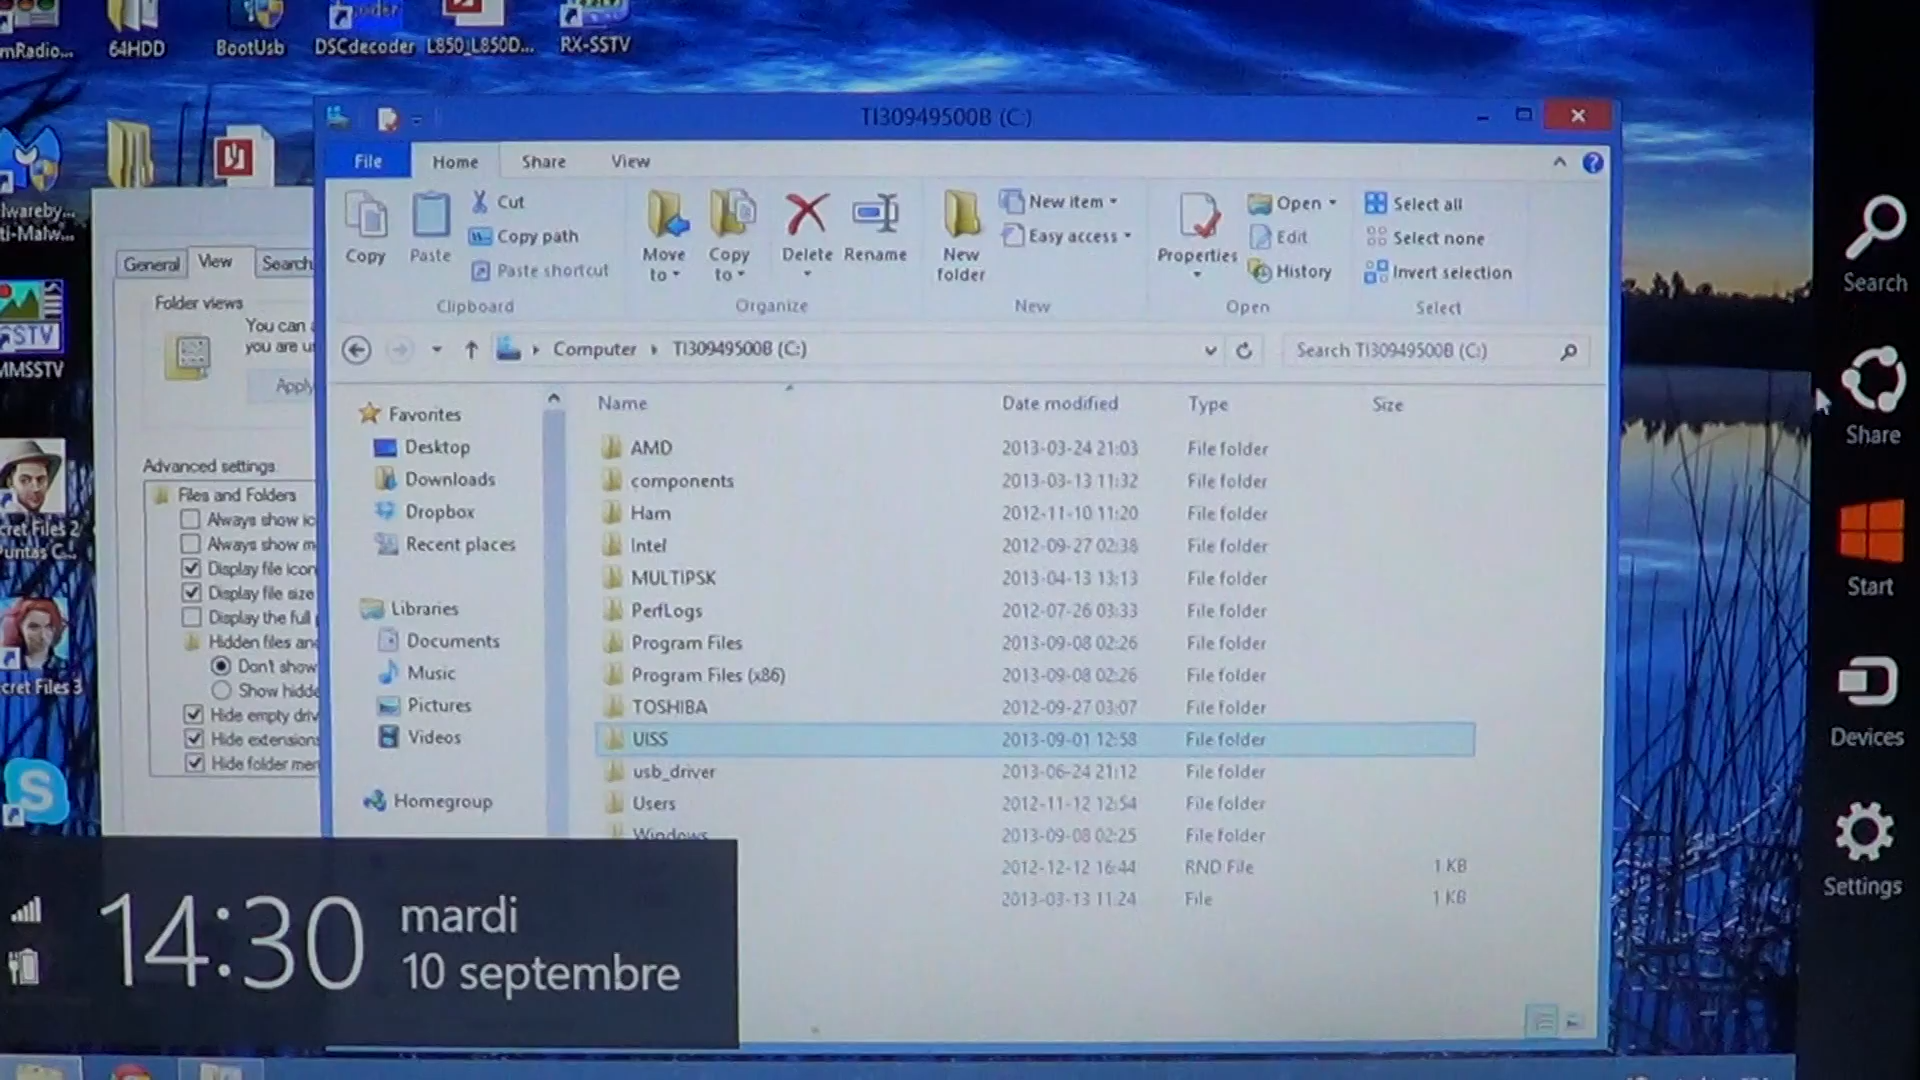 64HDD
BootUsb
DSCdecoder
L850_L850D...
RX-SSTV
TI30949500B (C:)
File
Home
Share
View
Copy
Paste
Cut
Copy path
Paste shortcut
Clipboard
Move to
Copy to
Delete
Rename
Organize
New folder
New item
Easy access
New
Properties
Open
Edit
History
Open
Select all
Select none
Invert selection
Select
Computer
TI30949500B (C:)
Search TI30949500B (C:)
Favorites
Desktop
Downloads
Dropbox
Recent places
Libraries
Documents
Music
Pictures
Videos
Homegroup
Name Date modified Type Size
AMD 2013-03-24 21:03 File folder
components 2013-03-13 11:32 File folder
Ham 2012-11-10 11:20 File folder
Intel 2012-09-27 02:38 File folder
MULTIPSK 2013-04-13 13:13 File folder
PerfLogs 2012-07-26 03:33 File folder
Program Files 2013-09-08 02:26 File folder
Program Files (x86) 2013-09-08 02:26 File folder
TOSHIBA 2012-09-27 03:07 File folder
UISS 2013-09-01 12:58 File folder
usb_driver 2013-06-24 21:12 File folder
Users 2012-11-12 12:54 File folder
Windows 2013-09-08 02:25 File folder
2012-12-12 16:44 RND File 1 KB
2013-03-13 11:24 File 1 KB
General
View
Search
Folder views
You can
you are
Apply
Advanced settings
Files and Folders
Always show
Always show
Display file icon
Display file size
Display the full
Hidden files
Don't show
Show
Hide empty
Hide extensions
Hide folder
mRadio...
lwareby...
ti-Malw...
SSTV
MMSSTV
cret Files 2
Puntas C...
cret Files 3
14:30
mardi
10 septembre
Search
Share
Start
Devices
Settings